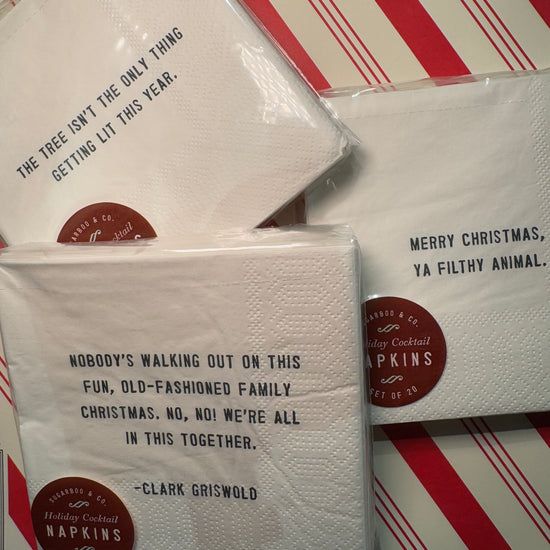 THE TREE ISN'T THE ONLY THING
GETTING LIT THIS YEAR.
SUGARBOO & CO.
MERRY CHRISTMAS,
YA FILTHY ANIMAL.
& CO.
Holiday Cocktail
NAPKINS
SET OF 20
NOBODY'S WALKING OUT ON THIS
FUN, OLD-FASHIONED FAMILY
CHRISTMAS. NO, NO! WE'RE ALL
IN THIS TOGETHER.
-CLARK GRISWOLD
SUGARBOO & CO.
Holiday Cocktail
NAPKINS